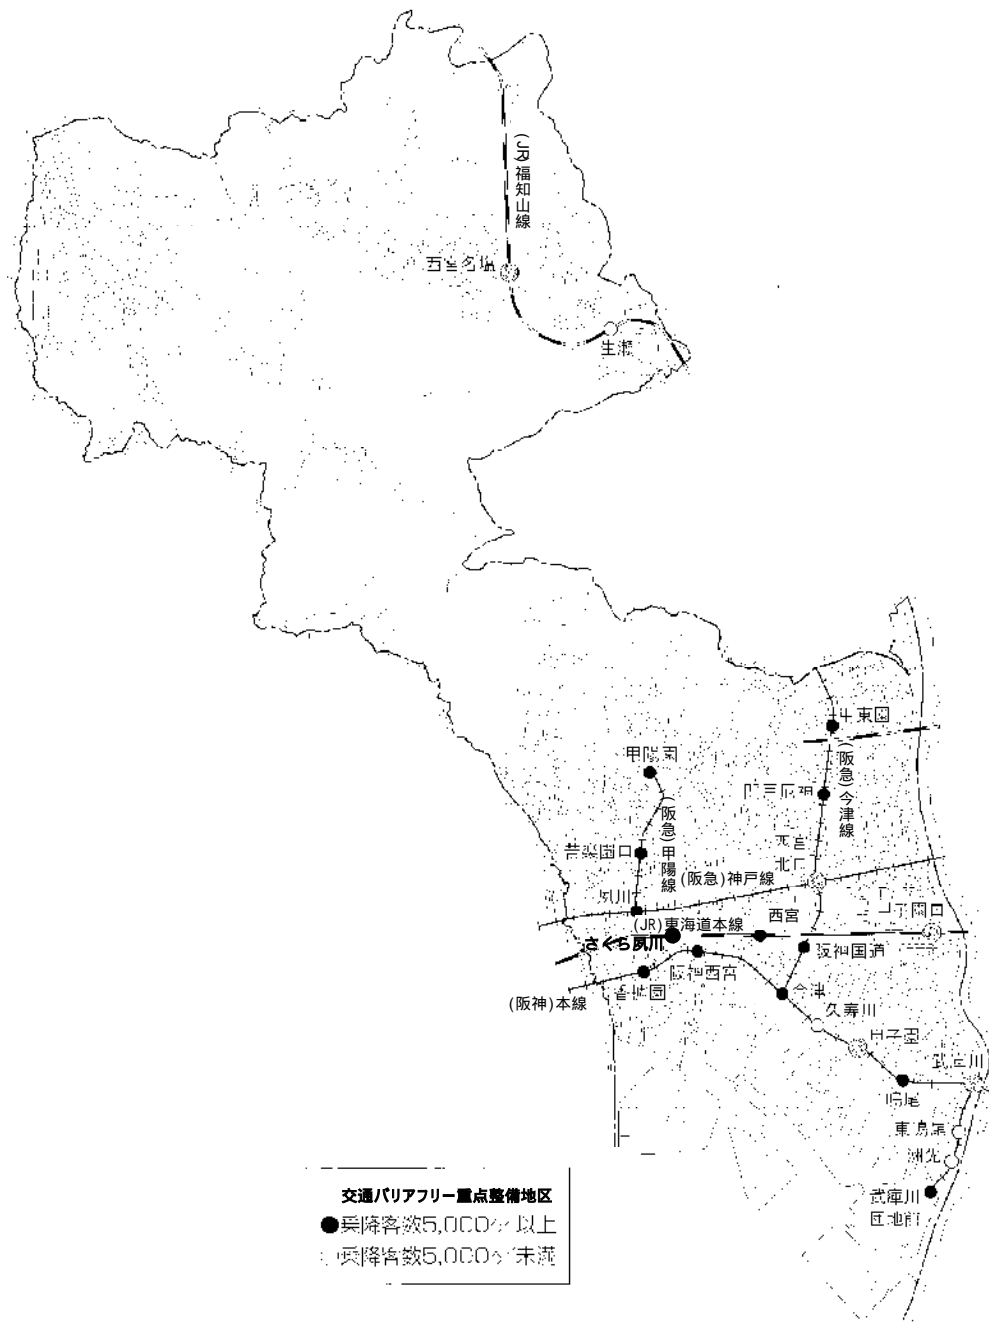 (JR)福知山線
西宮名塩
生瀬
甲東園
甲陽園
(阪急)今津線
門戸厄神
(阪急)甲陽線
苦楽園口
西宮
北口
(阪急)神戸線
夙川
甲子園口
西宮
(JR)東海道本線
さくら夙川
阪神国道
阪神西宮
香櫨園
今津
(阪神)本線
久寿川
甲子園
武庫川
鳴尾
東鳴尾
洲先
武庫川
団地前
交通バリアフリー重点整備地区
●乗降客数5,000人/日以上
○乗降客数5,000人/日未満